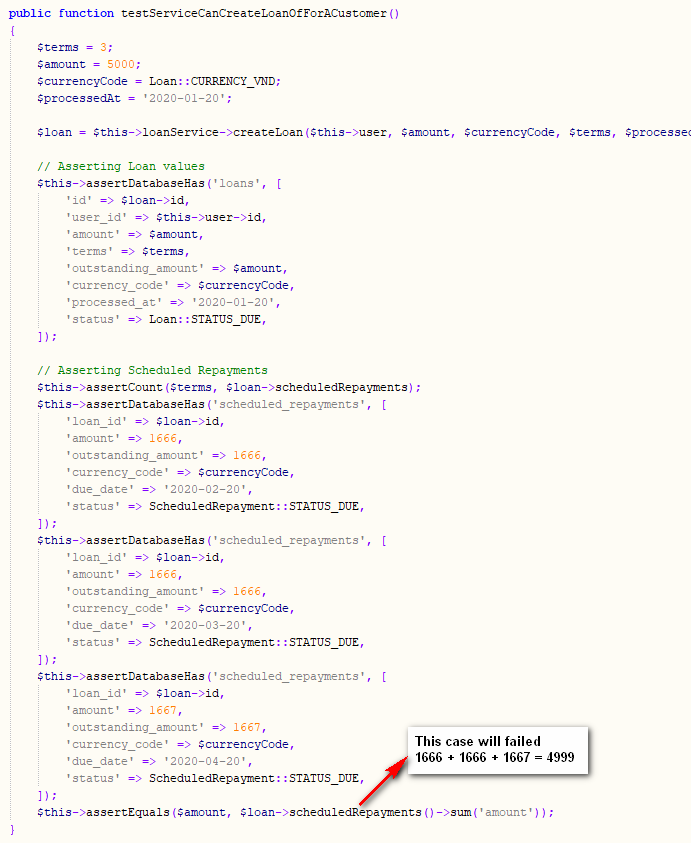 public function testServiceCanCreateLoanOfForACustomer()
{
$terms = 3;
$amount = 5000;
$currencyCode = Loan::CURRENCY_VND;
$processedAt = '2020-01-20';
$loan = $this->loanService->createLoan($this->user, $amount, $currencyCode, $terms, $processed
// Asserting Loan values
$this->assertDatabaseHas('loans', [
'id' => $loan->id,
'user_id' => $this->user->id,
'amount' => $amount,
'terms' => $terms,
'outstanding_amount' => $amount,
'currency_code' => $currencyCode,
'processed_at' => '2020-01-20',
'status' => Loan::STATUS_DUE,
]);
// Asserting Scheduled Repayments
$this->assertCount($terms, $loan->scheduledRepayments);
$this->assertDatabaseHas('scheduled_repayments', [
'loan_id' => $loan->id,
'amount' => 1666,
'outstanding_amount' => 1666,
'currency_code' => $currencyCode,
'due_date' => '2020-02-20',
'status' => ScheduledRepayment::STATUS_DUE,
]);
$this->assertDatabaseHas('scheduled_repayments', [
'loan_id' => $loan->id,
'amount' => 1666,
'outstanding_amount' => 1666,
'currency_code' => $currencyCode,
'due_date' => '2020-03-20',
'status' => ScheduledRepayment::STATUS_DUE,
]);
$this->assertDatabaseHas('scheduled_repayments', [
'loan_id' => $loan->id,
'amount' => 1667,
'outstanding_amount' => 1667,
'currency_code' => $currencyCode,
'due_date' => '2020-04-20',
'status' => ScheduledRepayment::STATUS_DUE,
]);
This case will failed
1666 + 1666 + 1667 = 4999
$this->assertEquals($amount, $loan->scheduledRepayments()->sum('amount'));
}